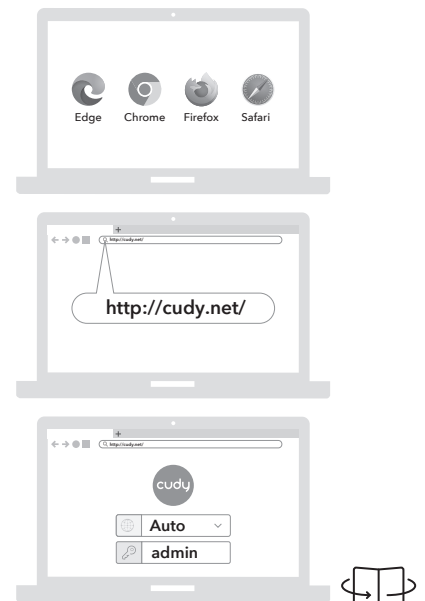 Edge Chrome Firefox Safari
+
http://cudy.net/
http://cudy.net/
+
http://cudy.net/
cudy
Auto
admin